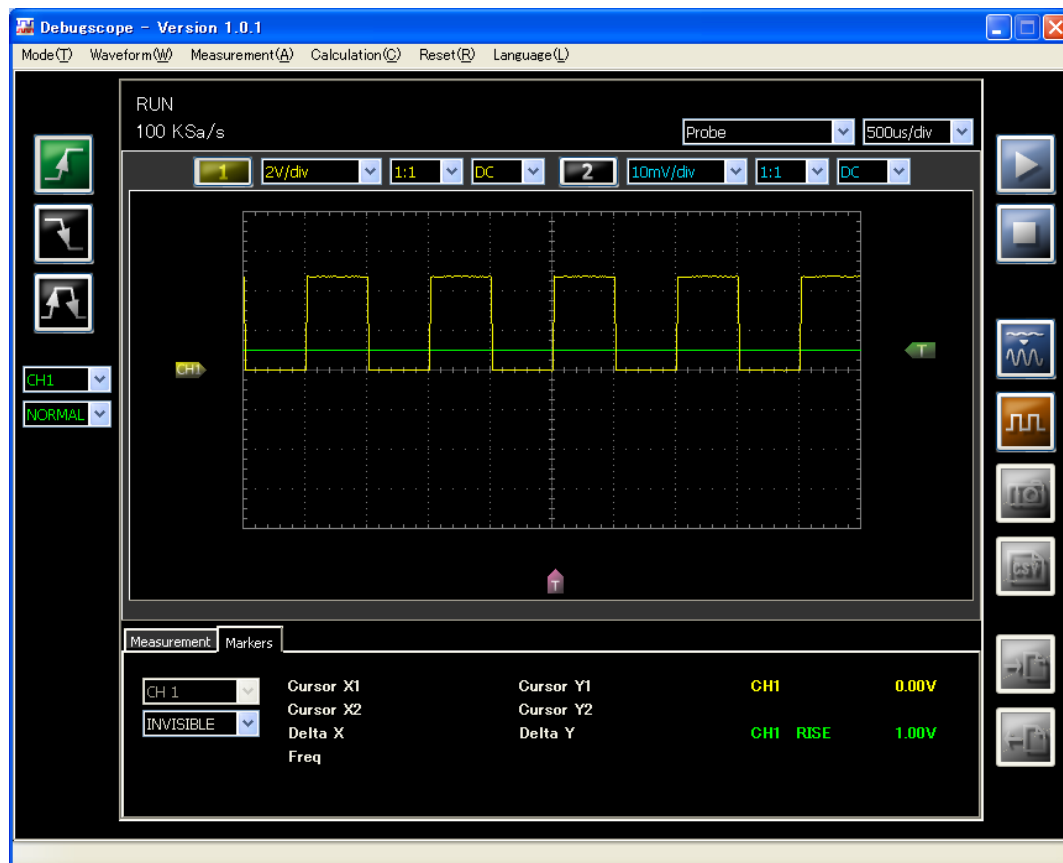 Debugscope - Version 1.0.1
Mode(T) Waveform(W) Measurement(A) Calculation(C) Reset(R) Language(L)
RUN
100 KSa/s
Probe 500us/div
1 2V/div 1:1 DC 2 10mV/div 1:1 DC
CH1
NORMAL
CH1
T
T
CSV
Measurement Markers
CH 1
INVISIBLE
Cursor X1 Cursor Y1 CH1 0.00V
Cursor X2 Cursor Y2
Delta X Delta Y CH1 RISE 1.00V
Freq